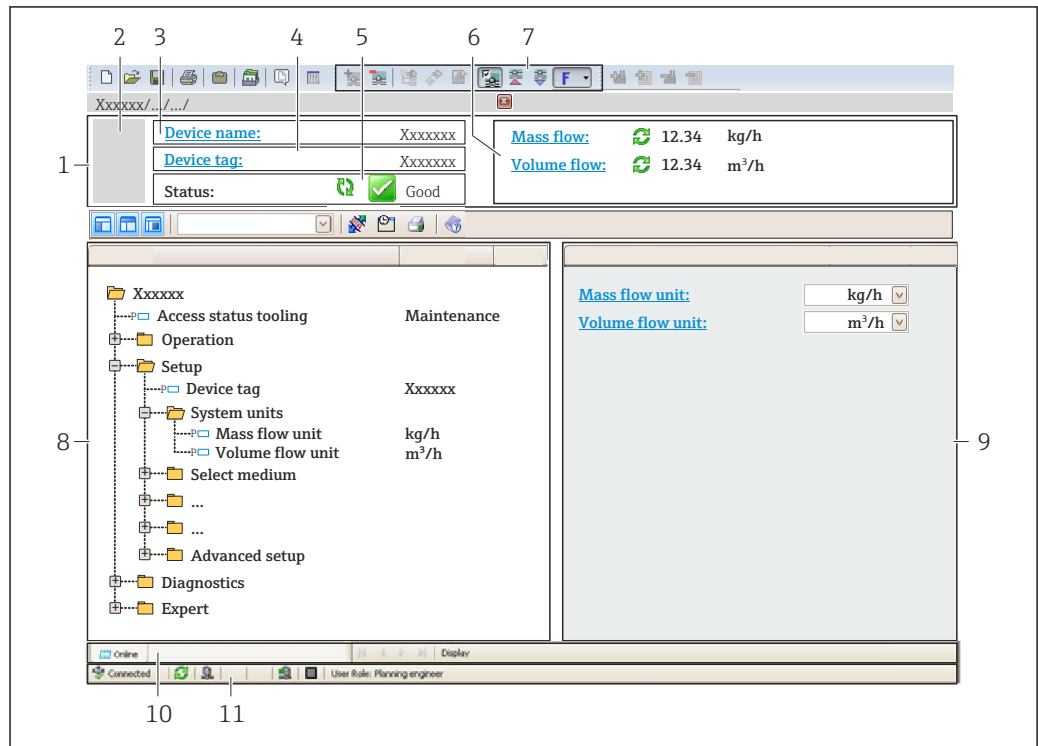 2 3 4 5 6 7
F
Xxxxxx/.../.../
1
Device name: Xxxxxxx
Device tag: Xxxxxxx
Status: Good
Mass flow: 12.34 kg/h
Volume flow: 12.34 m³/h
Xxxxxx
P Access status tooling Maintenance
Operation
Setup
P Device tag Xxxxxx
System units
P Mass flow unit kg/h
P Volume flow unit m³/h
Select medium
...
...
Advanced setup
Diagnostics
Expert
8
Mass flow unit: kg/h
Volume flow unit: m³/h
9
Online Display
Connected User Role: Planning engineer
10 11